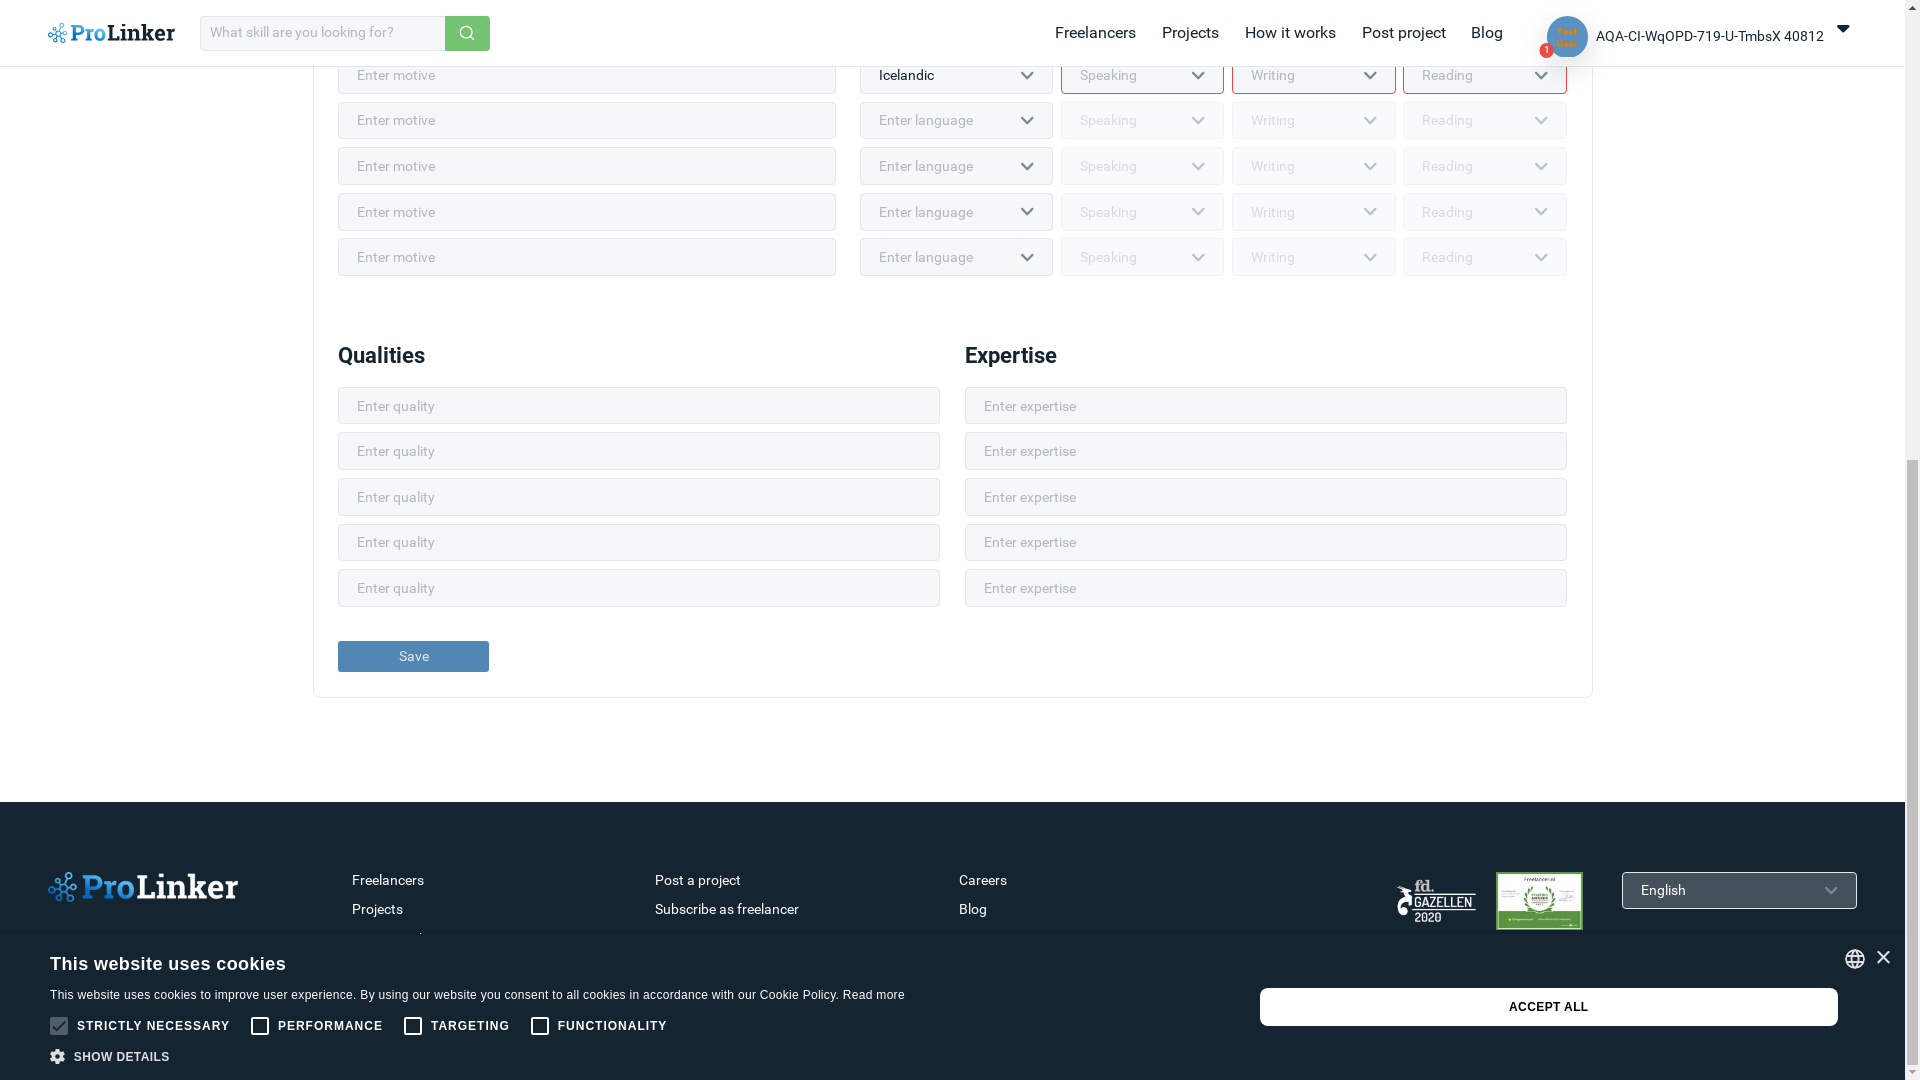 ProLinker What skill are you looking for? Freelancers Projects How it works Post project Blog Test User 1 AQA-CI-WqOPD-719-U-TmbsX 40812
Enter motive Icelandic Speaking Writing Reading
Enter motive Enter language Speaking Writing Reading
Enter motive Enter language Speaking Writing Reading
Enter motive Enter language Speaking Writing Reading
Enter motive Enter language Speaking Writing Reading
Qualities Expertise
Enter quality Enter expertise
Enter quality Enter expertise
Enter quality Enter expertise
Enter quality Enter expertise
Enter quality Enter expertise
Save
ProLinker Freelancers Post a project Careers fd. GAZELLEN 2020 Freelancer.nl English
Projects Subscribe as freelancer Blog
This website uses cookies
This website uses cookies to improve user experience. By using our website you consent to all cookies in accordance with our Cookie Policy. Read more
ACCEPT ALL
STRICTLY NECESSARY PERFORMANCE TARGETING FUNCTIONALITY
SHOW DETAILS